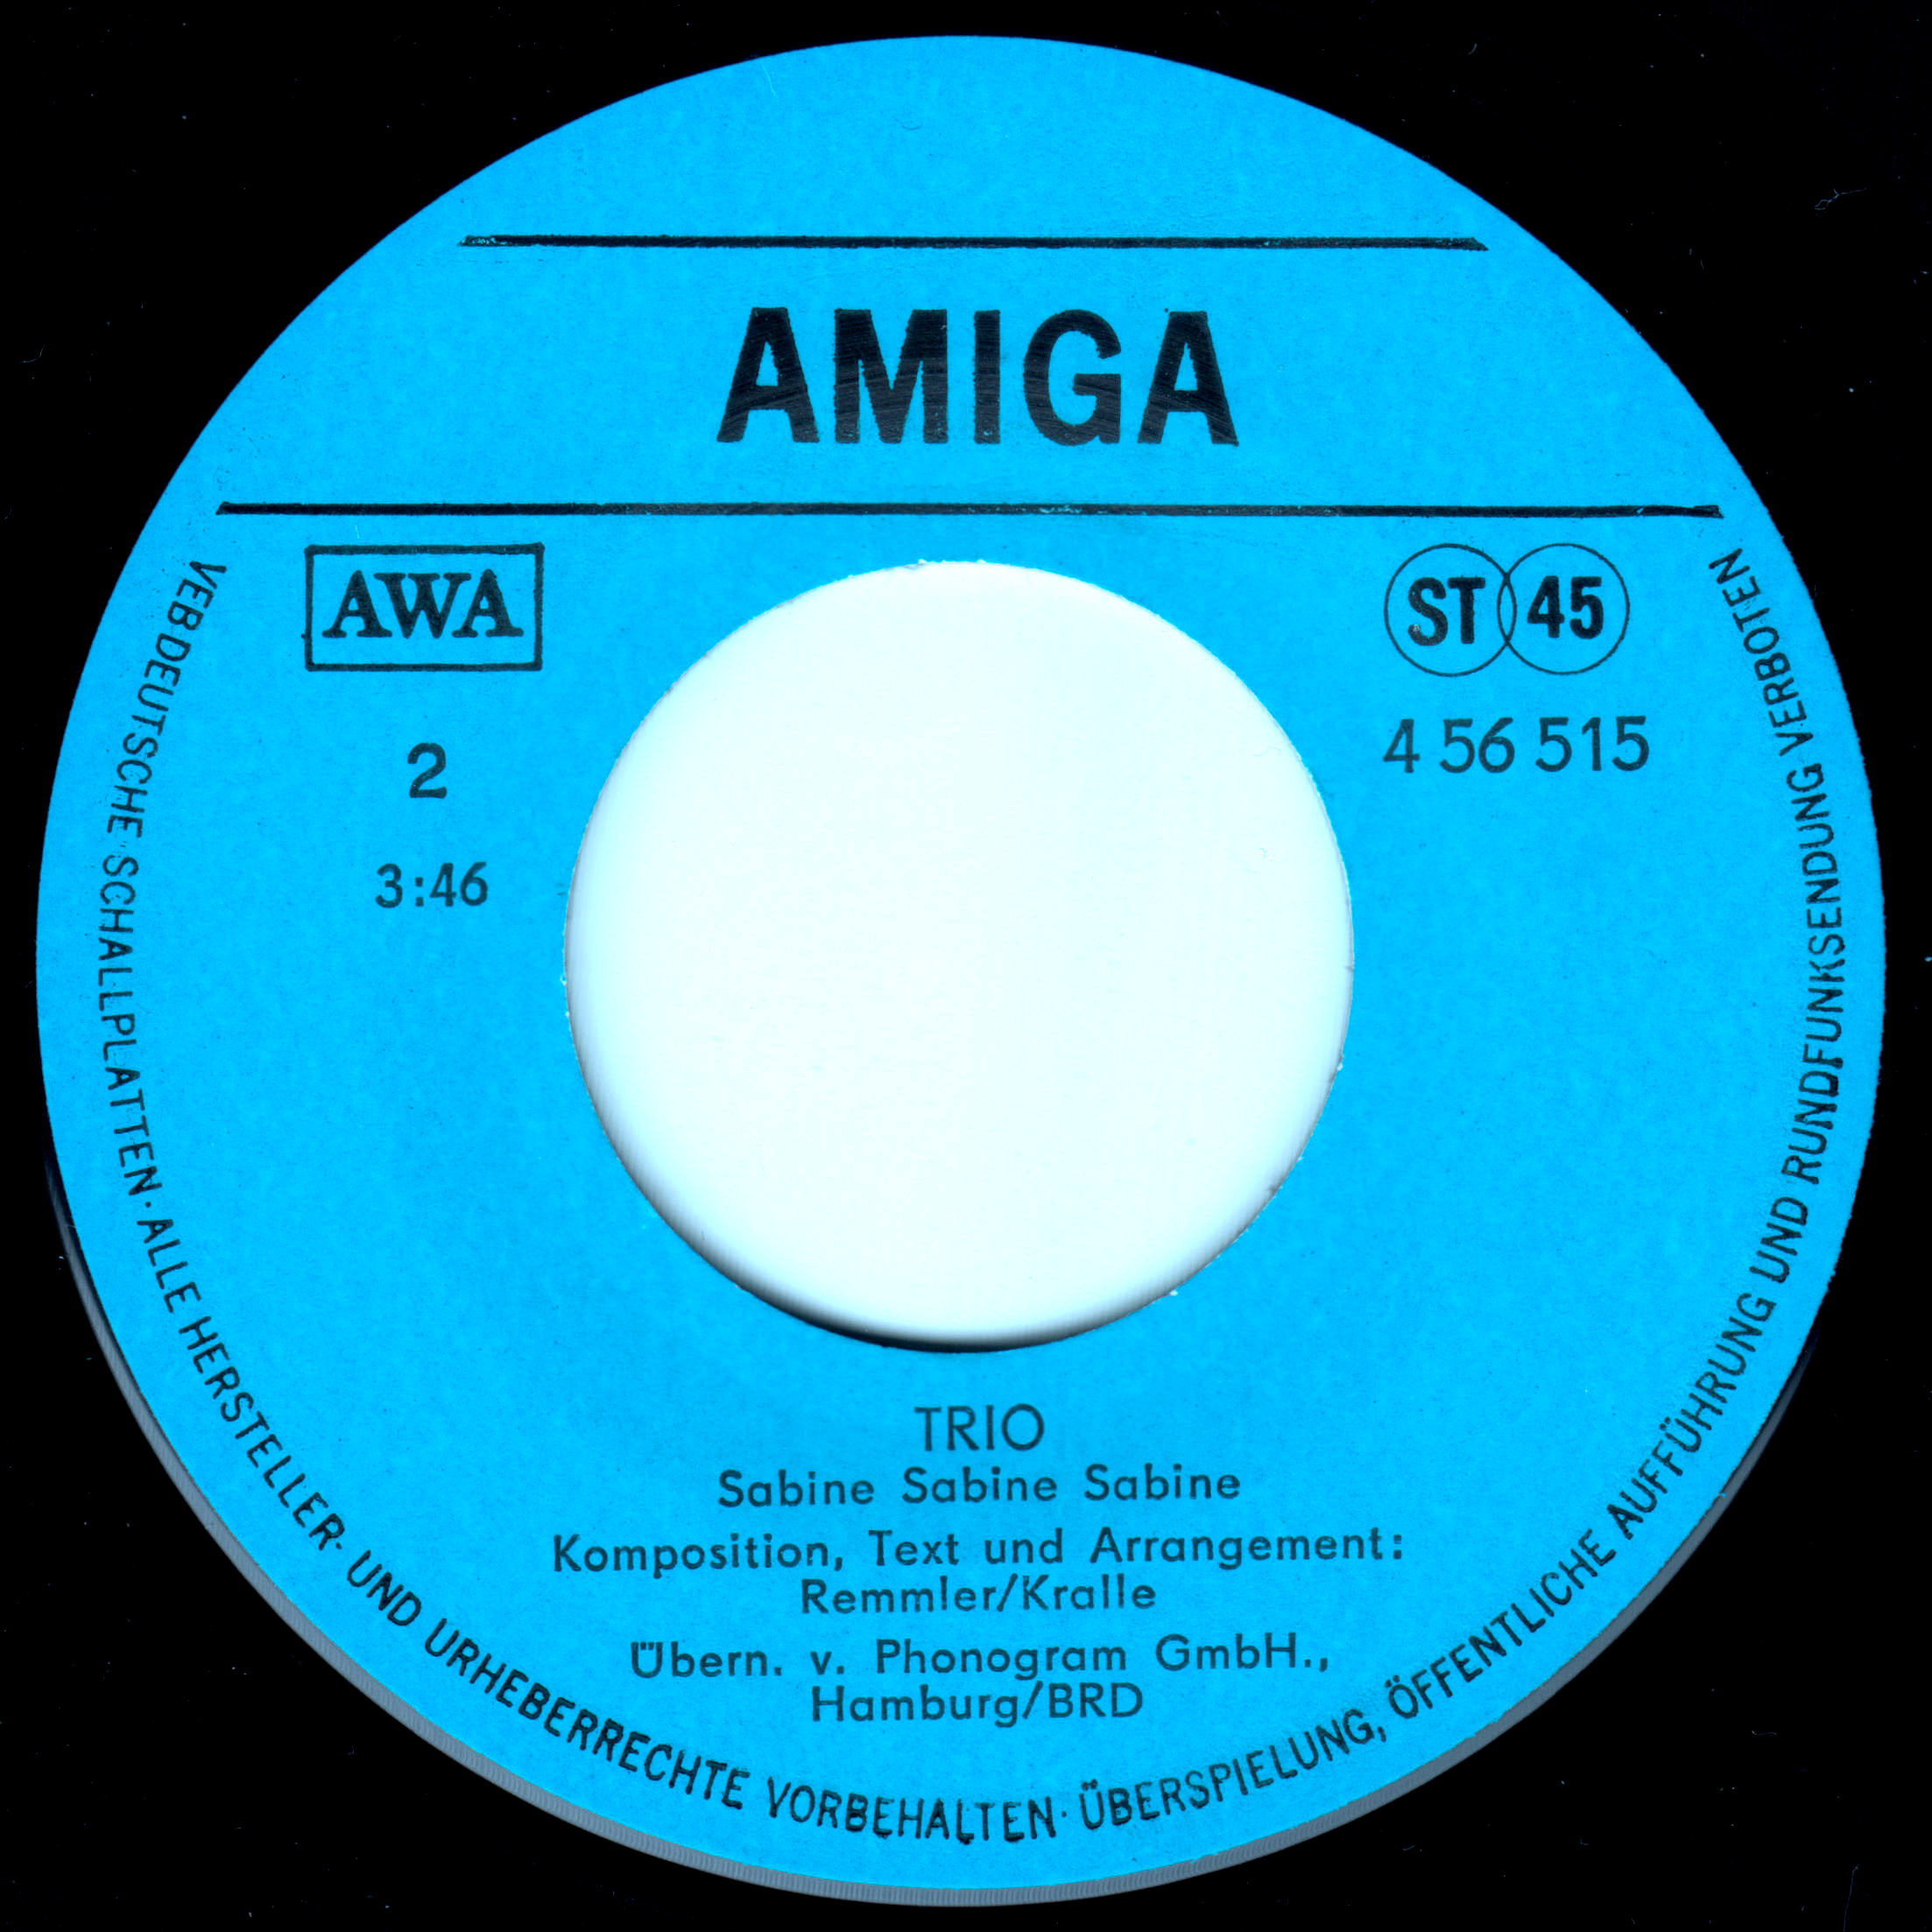 AMIGA
AWA
ST 45
2
4 56 515
3:46
TRIO
Sabine Sabine Sabine
Komposition, Text und Arrangement:
Remmler/Kralle
Übern. v. Phonogram GmbH.,
Hamburg/BRD
VEB DEUTSCHE SCHALLPLATTEN · ALLE HERSTELLER- UND URHEBERRECHTE VORBEHALTEN · ÜBERSPIELUNG, ÖFFENTLICHE AUFFÜHRUNG UND RUNDFUNKSENDUNG VERBOTEN